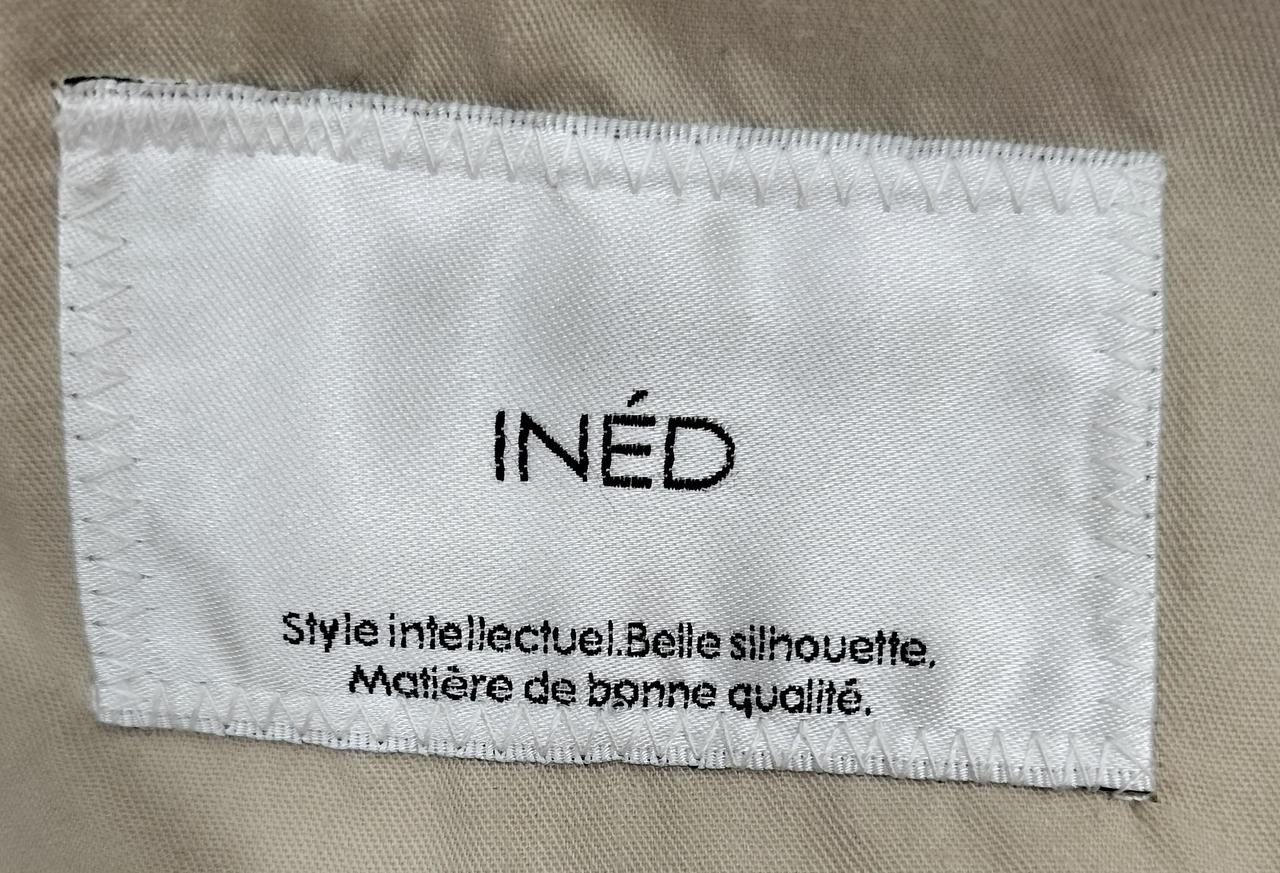 INÉD
Style intellectuel.Belle silhouette.
Matière de bonne qualité.